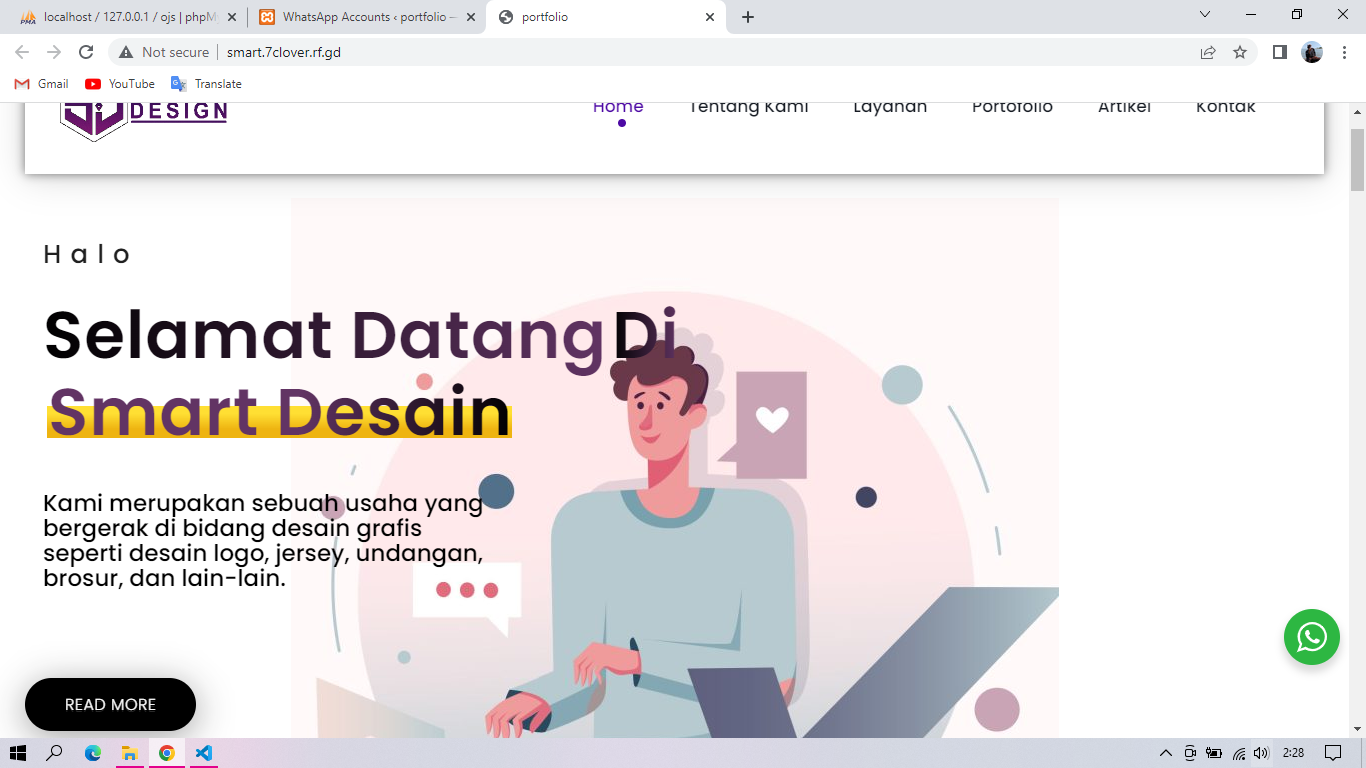 localhost / 127.0.0.1 / ojs | phpMy
WhatsApp Accounts ‹ portfolio —
portfolio
Not secure
smart.7clover.rf.gd
Gmail
YouTube
Translate
DESIGN
Home
Tentang Kami
Layanan
Portofolio
Artikel
Kontak
Halo
Selamat Datang Di
Smart Desain
Kami merupakan sebuah usaha yang
bergerak di bidang desain grafis
seperti desain logo, jersey, undangan,
brosur, dan lain-lain.
READ MORE
2:28